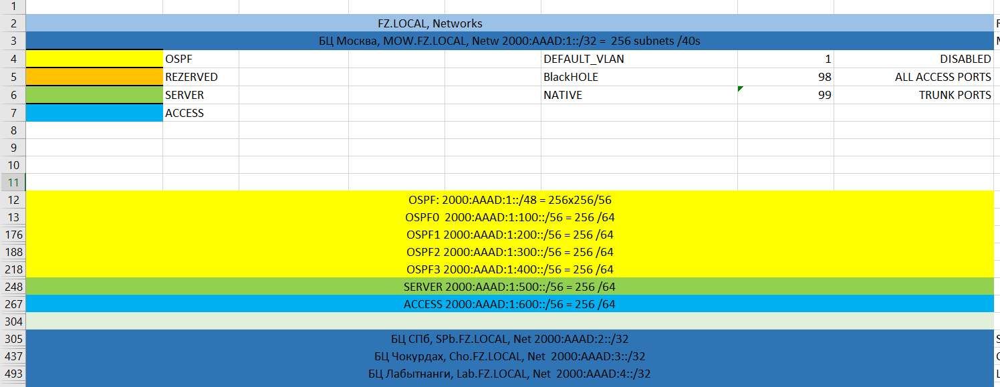 1
2 FZ.LOCAL, Networks F
3 БЦ Москва, MOW.FZ.LOCAL, Netw 2000:AAAD:1::/32 = 256 subnets /40s
4 OSPF DEFAULT_VLAN 1 DISABLED
5 REZERVED BlackHOLE 98 ALL ACCESS PORTS
6 SERVER NATIVE 99 TRUNK PORTS
7 ACCESS
8
9
10
11
12 OSPF: 2000:AAAD:1::/48 = 256x256/56
13 OSPF0 2000:AAAD:1:100::/56 = 256 /64
176 OSPF1 2000:AAAD:1:200::/56 = 256 /64
188 OSPF2 2000:AAAD:1:300::/56 = 256 /64
218 OSPF3 2000:AAAD:1:400::/56 = 256 /64
248 SERVER 2000:AAAD:1:500::/56 = 256 /64
267 ACCESS 2000:AAAD:1:600::/56 = 256 /64
304
305 БЦ СПб, SPb.FZ.LOCAL, Net 2000:AAAD:2::/32
437 БЦ Чокурдах, Cho.FZ.LOCAL, Net 2000:AAAD:3::/32
493 БЦ Лабытнанги, Lab.FZ.LOCAL, Net 2000:AAAD:4::/32